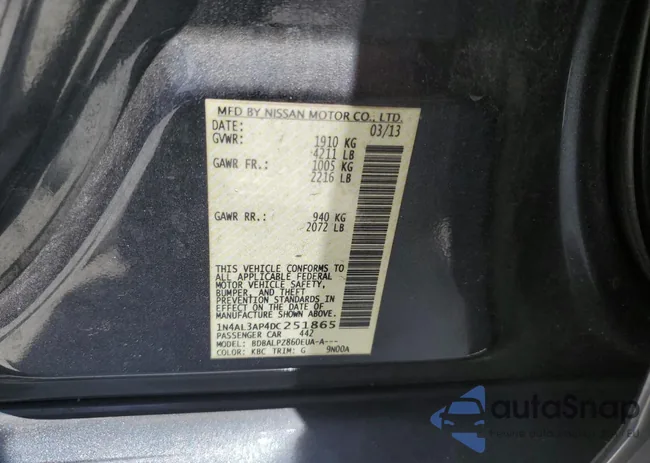 MFD BY NISSAN MOTOR CO., LTD.
DATE: 03/13
GVWR: 1910 KG
4211 LB
GAWR FR.: 1005 KG
2216 LB
GAWR RR.: 940 KG
2072 LB
THIS VEHICLE CONFORMS TO
ALL APPLICABLE FEDERAL
MOTOR VEHICLE SAFETY,
BUMPER, AND THEFT
PREVENTION STANDARDS IN
EFFECT ON THE DATE OF
MANUFACTURE SHOWN ABOVE.
1N4AL3AP4DC251865
PASSENGER CAR 442
MODEL: BDBALPZ860EUA-A---
COLOR: KBC TRIM: G 9N00A
autoSnap